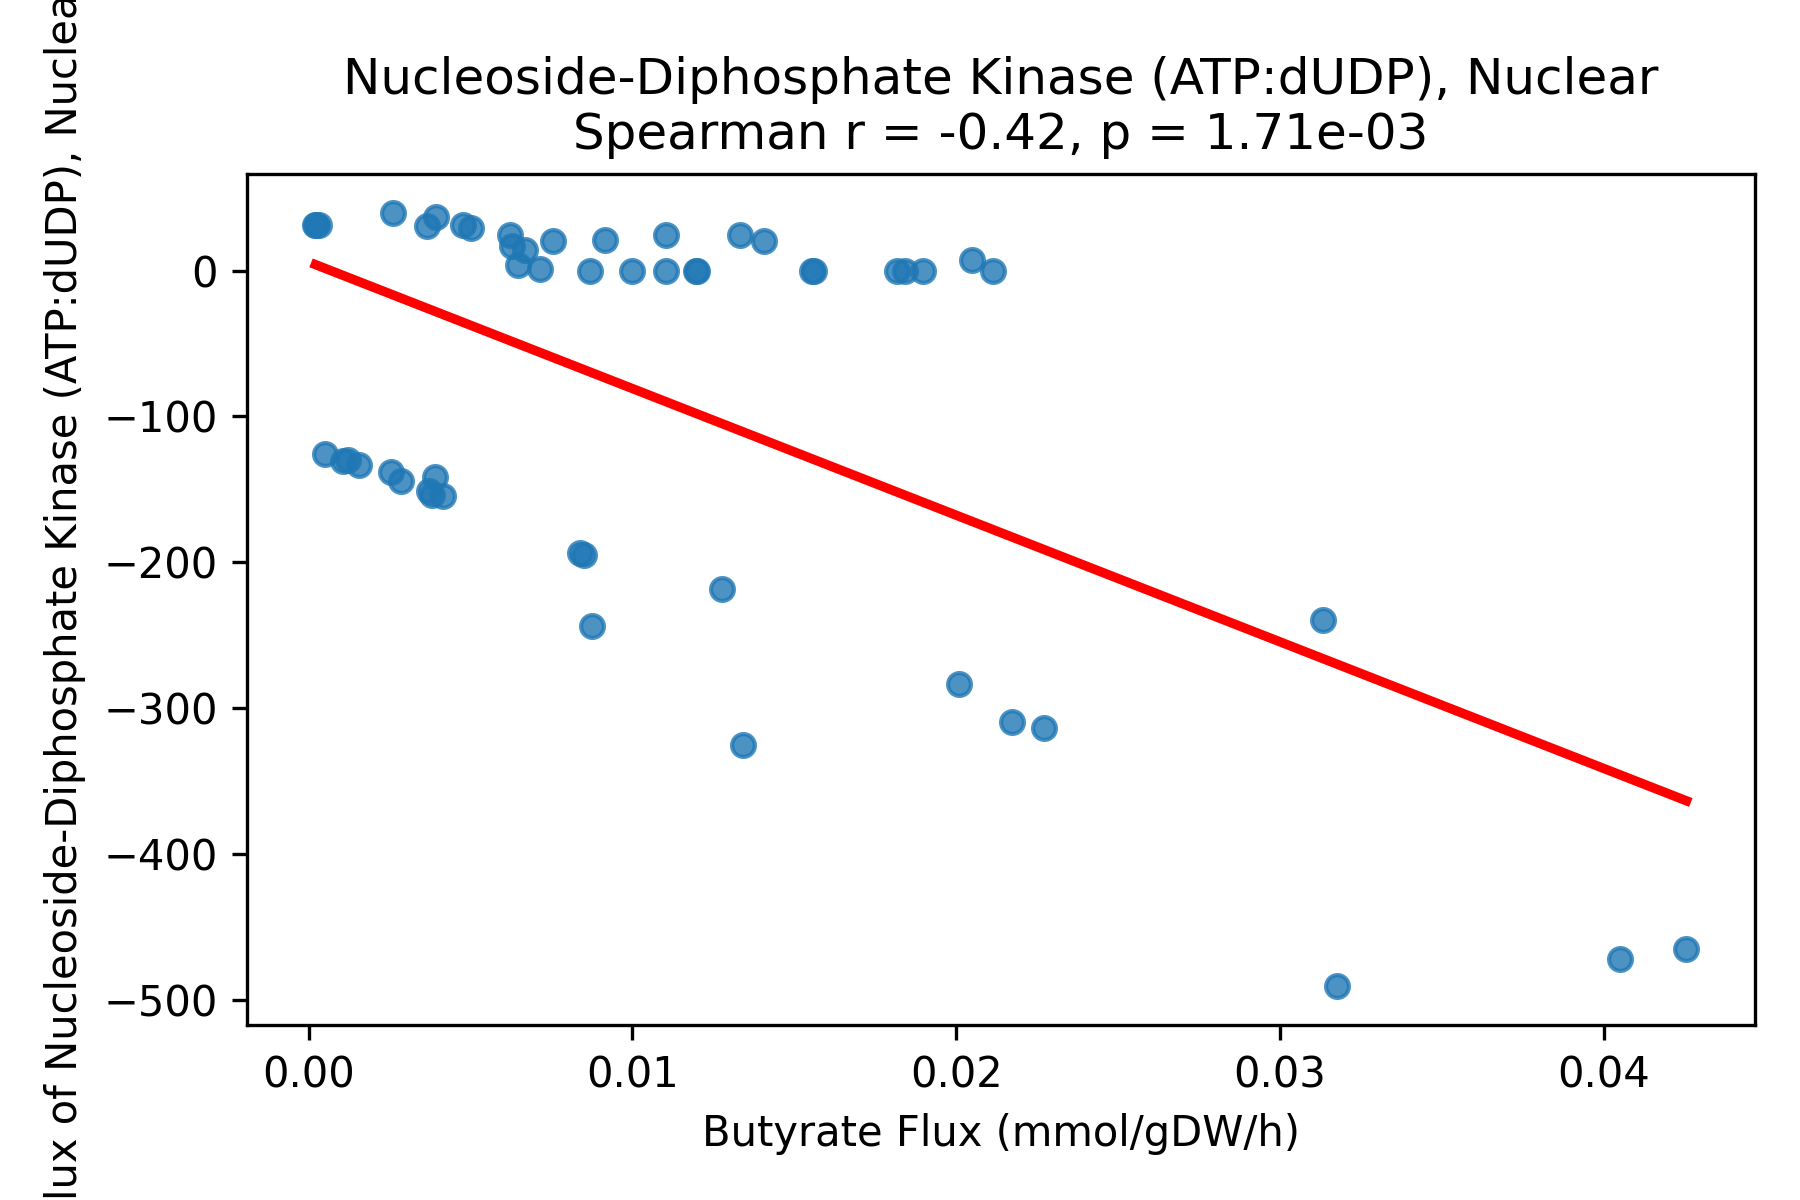 Nucleoside-Diphosphate Kinase (ATP:dUDP), Nuclear
Spearman r = -0.42, p = 1.71e-03
lux of Nucleoside-Diphosphate Kinase (ATP:dUDP), Nuclea
0
−100
−200
−300
−400
−500
0.00 0.01 0.02 0.03 0.04
Butyrate Flux (mmol/gDW/h)